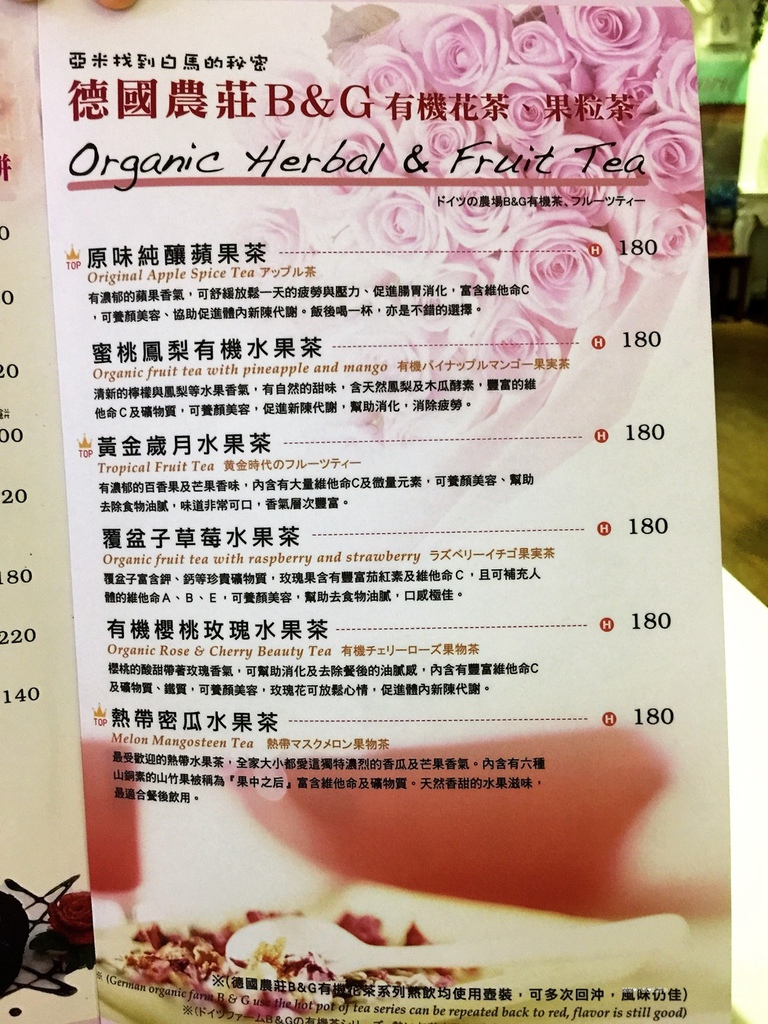 亞米找到白馬的秘密
德國農莊B&G 有機花茶、果粒茶
Organic Herbal & Fruit Tea
ドイツの農場B&G有機茶、フルーツティー
TOP 原味純釀蘋果茶 H 180
Original Apple Spice Tea アップル茶
有濃郁的蘋果香氣，可舒緩放鬆一天的疲勞與壓力、促進腸胃消化，富含維他命C
，可養顏美容、協助促進體內新陳代謝。飯後喝一杯，亦是不錯的選擇。
蜜桃鳳梨有機水果茶 H 180
Organic fruit tea with pineapple and mango 有機パイナップルマンゴー果実茶
清新的檸檬與鳳梨等水果香氣，有自然的甜味，含天然鳳梨及木瓜酵素，豐富的維
他命C及礦物質，可養顏美容，促進新陳代謝，幫助消化，消除疲勞。
TOP 黃金歲月水果茶 H 180
Tropical Fruit Tea 黄金時代のフルーツティー
有濃郁的百香果及芒果香味，內含有大量維他命C及微量元素，可養顏美容、幫助
去除食物油膩，味道非常可口，香氣層次豐富。
覆盆子草莓水果茶 H 180
Organic fruit tea with raspberry and strawberry ラズベリーイチゴ果実茶
覆盆子富含鉀、鈣等珍貴礦物質，玫瑰果含有豐富茄紅素及維他命C，且可補充人
體的維他命A、B、E，可養顏美容，幫助去食物油膩，口感極佳。
有機櫻桃玫瑰水果茶 H 180
Organic Rose & Cherry Beauty Tea 有機チェリーローズ果物茶
櫻桃的酸甜帶著玫瑰香氣，可幫助消化及去除餐後的油膩感，內含有豐富維他命C
及礦物質、鐵質，可養顏美容，玫瑰花可放鬆心情，促進體內新陳代謝。
TOP 熱帶密瓜水果茶 H 180
Melon Mangosteen Tea 熱帯マスクメロン果物茶
最受歡迎的熱帶水果茶，全家大小都愛這獨特濃烈的香瓜及芒果香氣。內含有六種
山銅素的山竹果被稱為『果中之后』富含維他命及礦物質。天然香甜的水果滋味，
最適合餐後飲用。
※(德國農莊B&G有機花茶系列熱飲均使用壺裝，可多次回沖，風味仍佳)
※ (German organic farm B & G use the hot pot of tea series can be repeated back to red, flavor is still good)
20
00
20
180
220
140